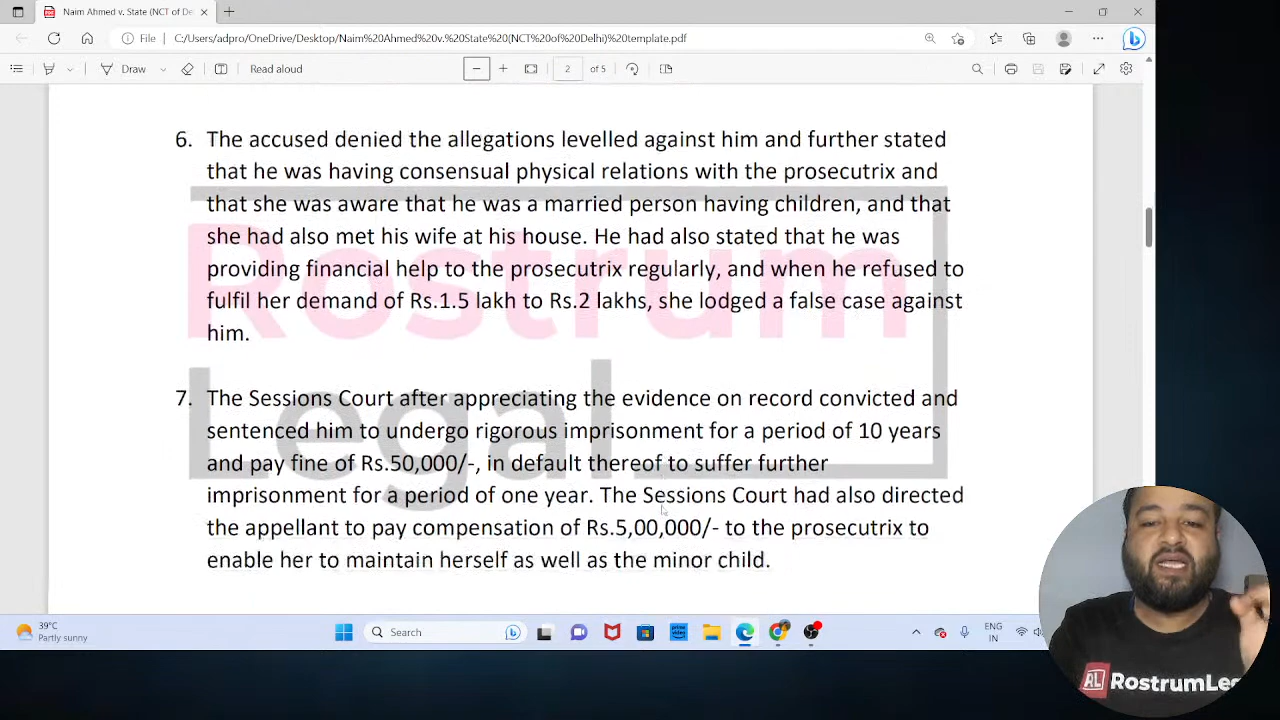 Naim Ahmed v. State (NCT of De
File
C:/Users/adpro/OneDrive/Desktop/Naim%20Ahmed%20v.%20State%20(NCT%20of%20Delhi)%20template.pdf
Draw
Read aloud
2 of 5
6. The accused denied the allegations levelled against him and further stated
that he was having consensual physical relations with the prosecutrix and
that she was aware that he was a married person having children, and that
she had also met his wife at his house. He had also stated that he was
providing financial help to the prosecutrix regularly, and when he refused to
fulfil her demand of Rs.1.5 lakh to Rs.2 lakhs, she lodged a false case against
him.
7. The Sessions Court after appreciating the evidence on record convicted and
sentenced him to undergo rigorous imprisonment for a period of 10 years
and pay fine of Rs.50,000/-, in default thereof to suffer further
imprisonment for a period of one year. The Sessions Court had also directed
the appellant to pay compensation of Rs.5,00,000/- to the prosecutrix to
enable her to maintain herself as well as the minor child.
Rostrum
Legal
39°C
Partly sunny
Search
prime video
ENG
IN
RL RostrumLeg